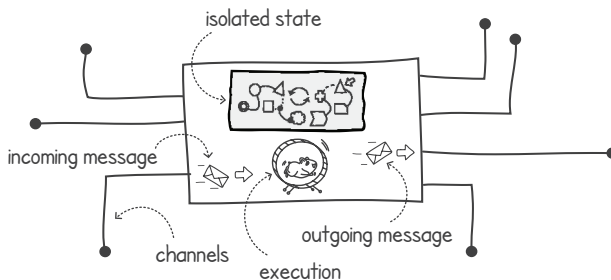 isolated state
incoming message
channels
execution
outgoing message